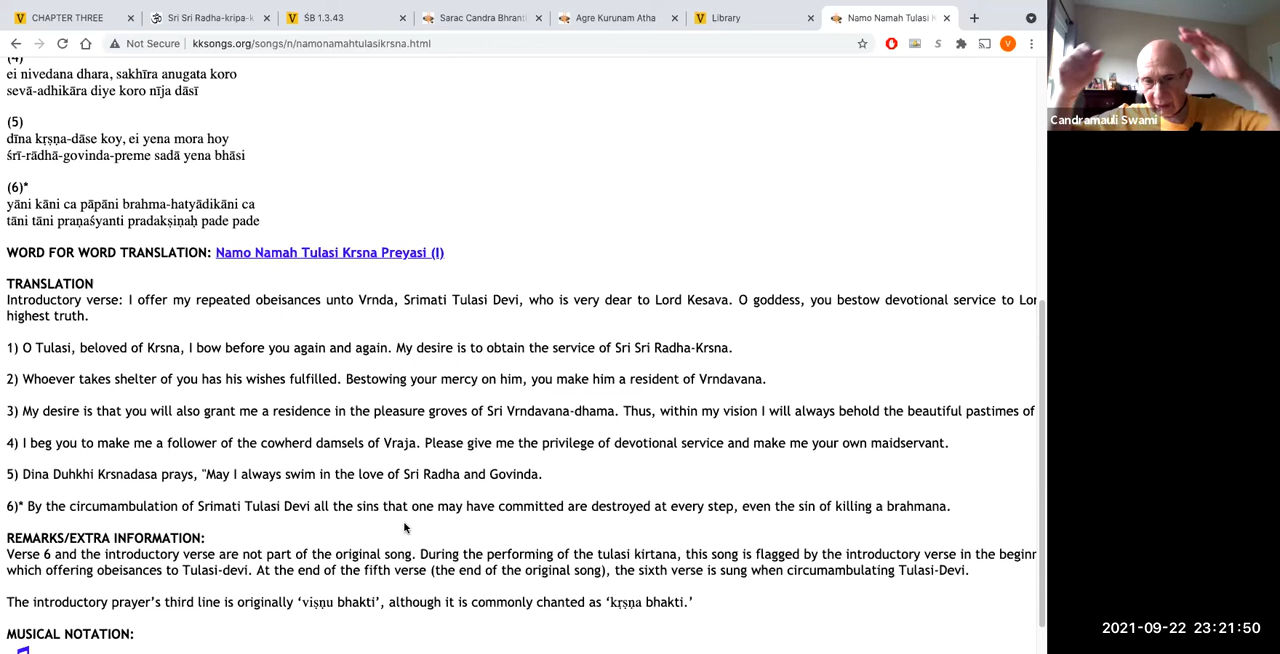 CHAPTER THREE
Sri Sri Radha-kripa-k
ŚB 1.3.43
Sarac Candra Bhranti
Agre Kurunam Atha
Library
Namo Namah Tulasi K
Not Secure
kksongs.org/songs/n/namonamahtulasikrsna.html
V
(4)
ei nivedana dhara, sakhīra anugata koro
sevā-adhikāra diye koro nīja dāsī
(5)
dīna kṛṣṇa-dāse koy, ei yena mora hoy
śrī-rādhā-govinda-preme sadā yena bhāsi
(6)*
yāni kāni ca pāpāni brahma-hatyādikāni ca
tāni tāni praṇaśyanti pradakṣiṇaḥ pade pade
WORD FOR WORD TRANSLATION: Namo Namah Tulasi Krsna Preyasi (I)
TRANSLATION
Introductory verse: I offer my repeated obeisances unto Vrnda, Srimati Tulasi Devi, who is very dear to Lord Kesava. O goddess, you bestow devotional service to Lor
highest truth.
1) O Tulasi, beloved of Krsna, I bow before you again and again. My desire is to obtain the service of Sri Sri Radha-Krsna.
2) Whoever takes shelter of you has his wishes fulfilled. Bestowing your mercy on him, you make him a resident of Vrndavana.
3) My desire is that you will also grant me a residence in the pleasure groves of Sri Vrndavana-dhama. Thus, within my vision I will always behold the beautiful pastimes of
4) I beg you to make me a follower of the cowherd damsels of Vraja. Please give me the privilege of devotional service and make me your own maidservant.
5) Dina Duhkhi Krsnadasa prays, "May I always swim in the love of Sri Radha and Govinda.
6)* By the circumambulation of Srimati Tulasi Devi all the sins that one may have committed are destroyed at every step, even the sin of killing a brahmana.
REMARKS/EXTRA INFORMATION:
Verse 6 and the introductory verse are not part of the original song. During the performing of the tulasi kirtana, this song is flagged by the introductory verse in the beginr
which offering obeisances to Tulasi-devi. At the end of the fifth verse (the end of the original song), the sixth verse is sung when circumambulating Tulasi-Devi.
The introductory prayer's third line is originally ‘viṣṇu bhakti’, although it is commonly chanted as ‘kṛṣṇa bhakti.’
MUSICAL NOTATION:
Candramauli Swami
2021-09-22 23:21:50